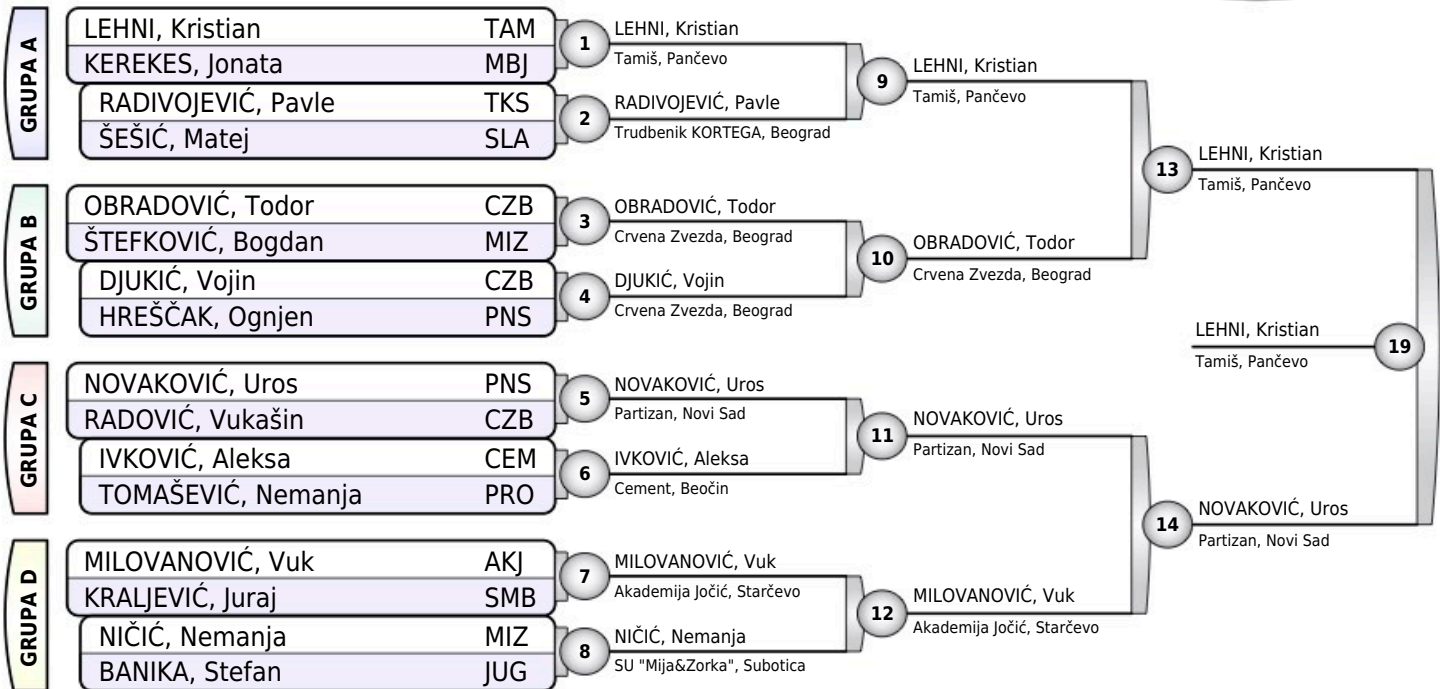 GRUPA A
LEHNI, Kristian TAM
KEREKES, Jonata MBJ
RADIVOJEVIĆ, Pavle TKS
ŠEŠIĆ, Matej SLA
GRUPA B
OBRADOVIĆ, Todor CZB
ŠTEFKOVIĆ, Bogdan MIZ
DJUKIĆ, Vojin CZB
HREŠČAK, Ognjen PNS
GRUPA C
NOVAKOVIĆ, Uros PNS
RADOVIĆ, Vukašin CZB
IVKOVIĆ, Aleksa CEM
TOMAŠEVIĆ, Nemanja PRO
GRUPA D
MILOVANOVIĆ, Vuk AKJ
KRALJEVIĆ, Juraj SMB
NIČIĆ, Nemanja MIZ
BANIKA, Stefan JUG
1
LEHNI, Kristian
Tamiš, Pančevo
2
RADIVOJEVIĆ, Pavle
Trudbenik KORTEGA, Beograd
3
OBRADOVIĆ, Todor
Crvena Zvezda, Beograd
4
DJUKIĆ, Vojin
Crvena Zvezda, Beograd
5
NOVAKOVIĆ, Uros
Partizan, Novi Sad
6
IVKOVIĆ, Aleksa
Cement, Beočin
7
MILOVANOVIĆ, Vuk
Akademija Jočić, Starčevo
8
NIČIĆ, Nemanja
SU "Mija&Zorka", Subotica
9
LEHNI, Kristian
Tamiš, Pančevo
10
OBRADOVIĆ, Todor
Crvena Zvezda, Beograd
11
NOVAKOVIĆ, Uros
Partizan, Novi Sad
12
MILOVANOVIĆ, Vuk
Akademija Jočić, Starčevo
13
LEHNI, Kristian
Tamiš, Pančevo
14
NOVAKOVIĆ, Uros
Partizan, Novi Sad
LEHNI, Kristian
Tamiš, Pančevo
19